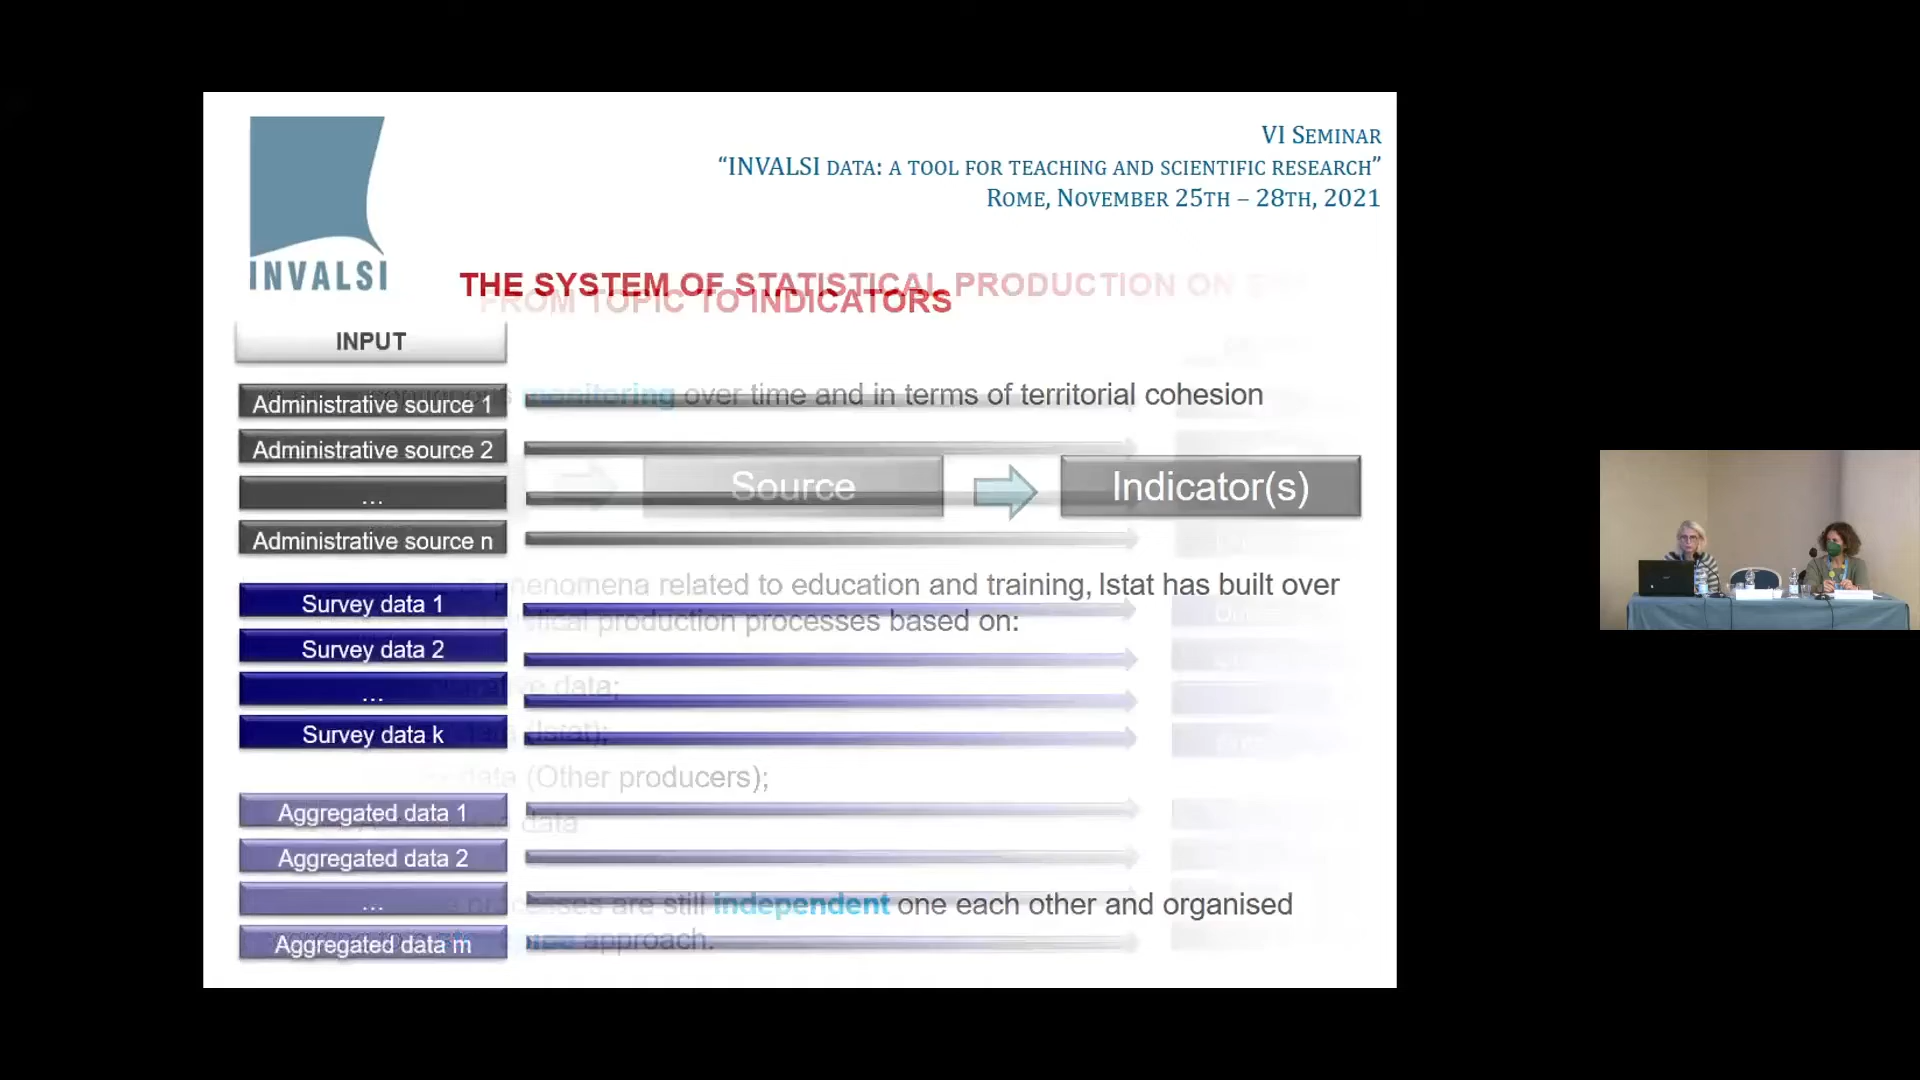 VI SEMINAR
“INVALSI DATA: A TOOL FOR TEACHING AND SCIENTIFIC RESEARCH”
ROME, NOVEMBER 25TH – 28TH, 2021
INVALSI
THE SYSTEM OF STATISTICAL PRODUCTION ON
FROM TOPIC TO INDICATORS
INPUT
monitoring over time and in terms of territorial cohesion
Administrative source 1
Administrative source 2
...
Source
Indicator(s)
Administrative source n
phenomena related to education and training, Istat has built over
production processes based on:
Survey data 1
Survey data 2
data;
...
(Istat);
Survey data k
data (Other producers);
Aggregated data 1
data
Aggregated data 2
...
are still independent one each other and organised
approach.
Aggregated data m